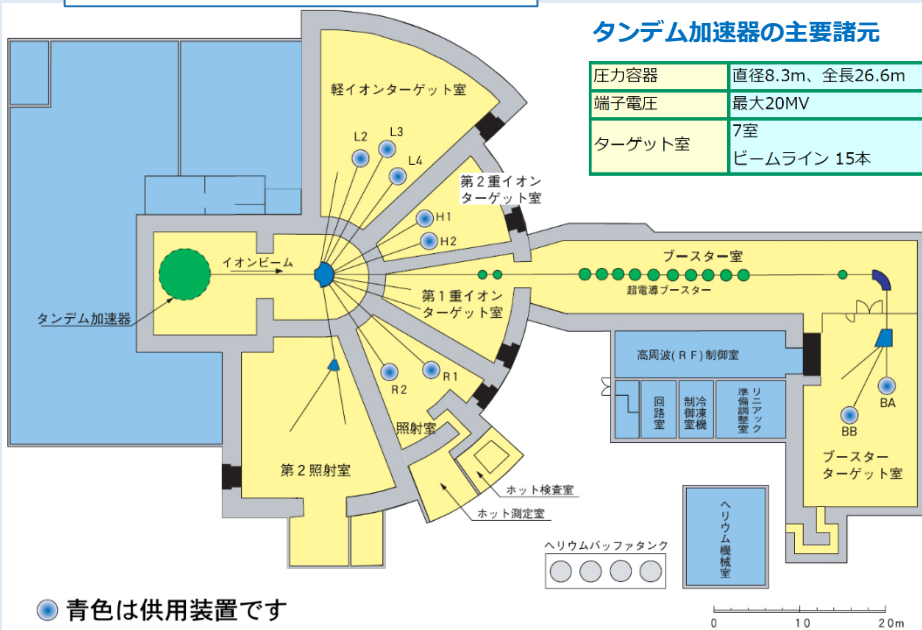 タンデム加速器の主要諸元
圧力容器
直径8.3m、全長26.6m
端子電圧
最大20MV
ターゲット室
7室
ビームライン 15本
軽イオンターゲット室
L2
L3
L4
第2重イオン
ターゲット室
H1
H2
イオンビーム
タンデム加速器
第1重イオン
ターゲット室
ブースター室
超電導ブースター
高周波(RF)制御室
回路室
冷凍機
制御室
リニアック
準備調整室
BA
BB
ブースター
ターゲット室
R2
R1
照射室
第2照射室
ホット検査室
ホット測定室
ヘリウムバッファタンク
ヘリウム機械室
青色は供用装置です
0
10
20m